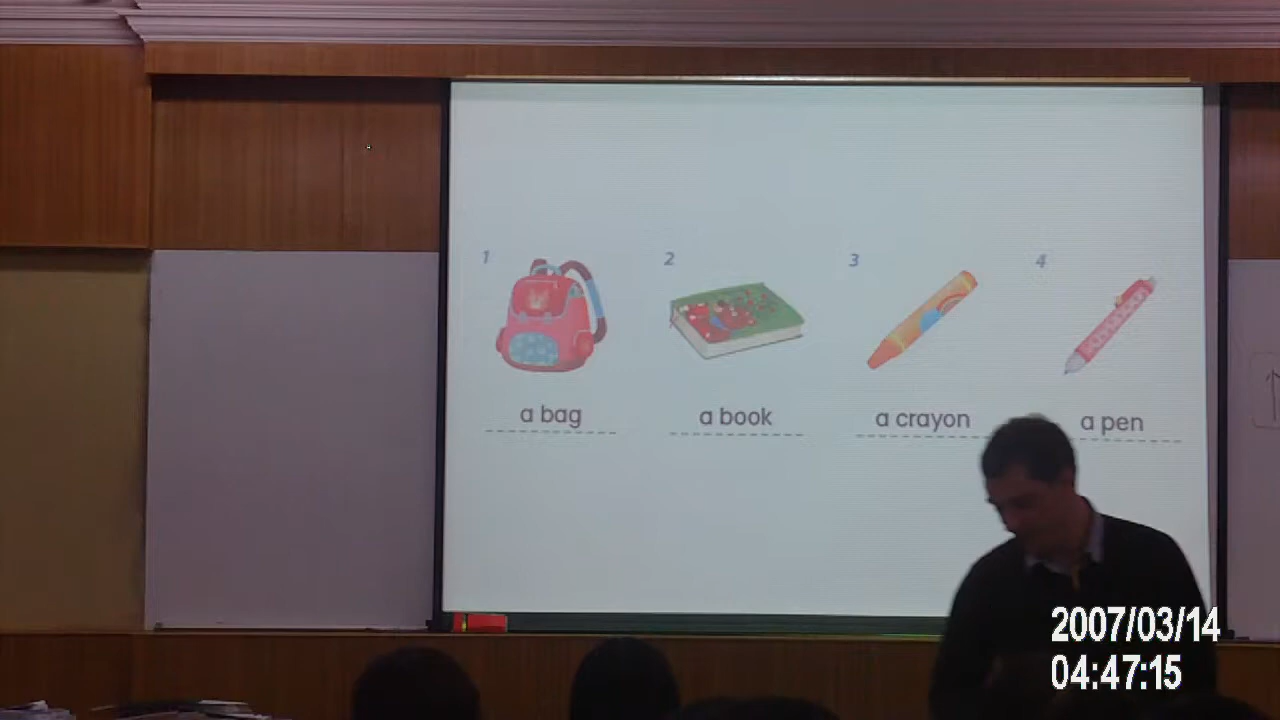 1
2
3
4
a bag
a book
a crayon
a pen
2007/03/14
04:47:15